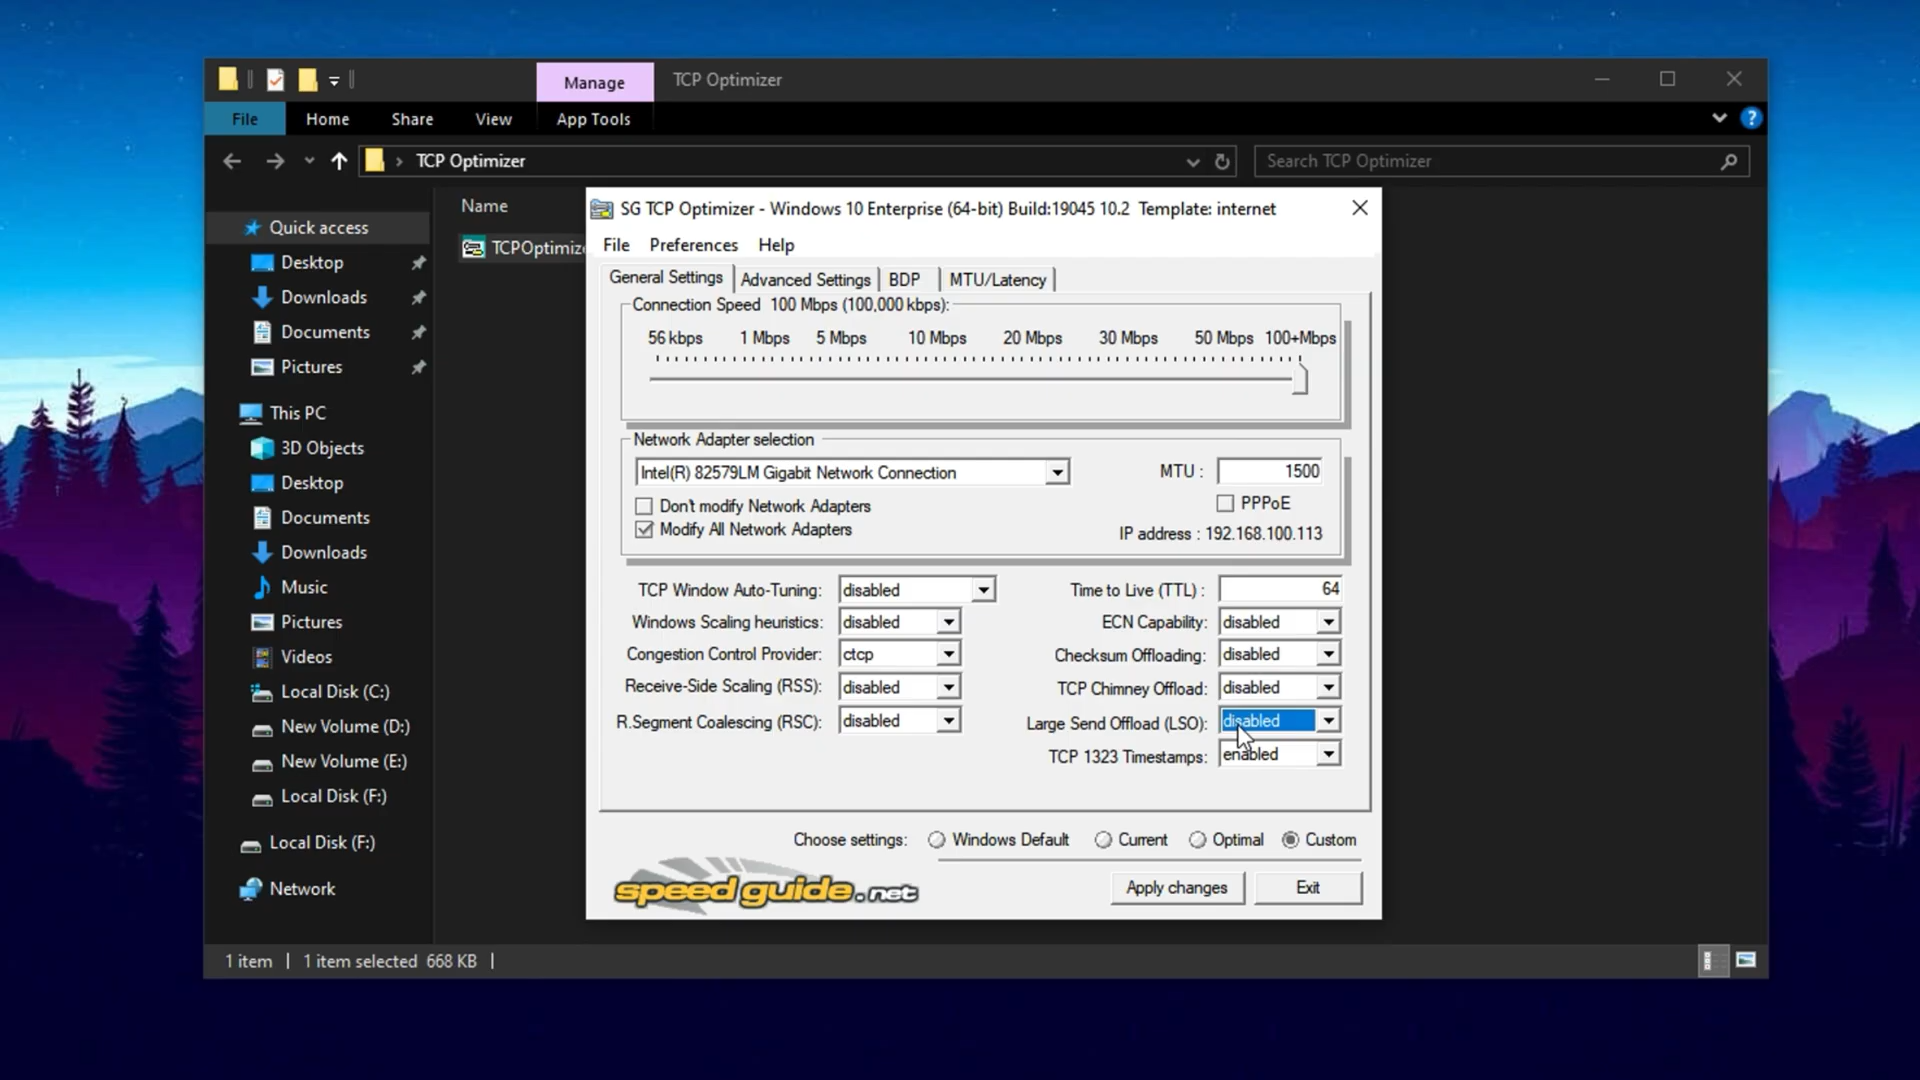 Manage
TCP Optimizer
File
Home
Share
View
App Tools
?
TCP Optimizer
Search TCP Optimizer
Quick access
Desktop
Downloads
Documents
Pictures
This PC
3D Objects
Desktop
Documents
Downloads
Music
Pictures
Videos
Local Disk (C:)
New Volume (D:)
New Volume (E:)
Local Disk (F:)
Local Disk (F:)
Network
Name
TCPOptimize
SG TCP Optimizer - Windows 10 Enterprise (64-bit) Build:19045 10.2 Template: internet
File Preferences Help
General Settings Advanced Settings BDP MTU/Latency
Connection Speed 100 Mbps (100,000 kbps):
56 kbps 1 Mbps 5 Mbps 10 Mbps 20 Mbps 30 Mbps 50 Mbps 100+Mbps
Network Adapter selection
Intel(R) 82579LM Gigabit Network Connection
MTU : 1500
Don't modify Network Adapters
PPPoE
Modify All Network Adapters
IP address : 192.168.100.113
TCP Window Auto-Tuning: disabled
Time to Live (TTL) : 64
Windows Scaling heuristics: disabled
ECN Capability: disabled
Congestion Control Provider: ctcp
Checksum Offloading: disabled
Receive-Side Scaling (RSS): disabled
TCP Chimney Offload: disabled
R.Segment Coalescing (RSC): disabled
Large Send Offload (LSO): disabled
TCP 1323 Timestamps: enabled
Choose settings: Windows Default Current Optimal Custom
speedguide.net
Apply changes
Exit
1 item
1 item selected 668 KB